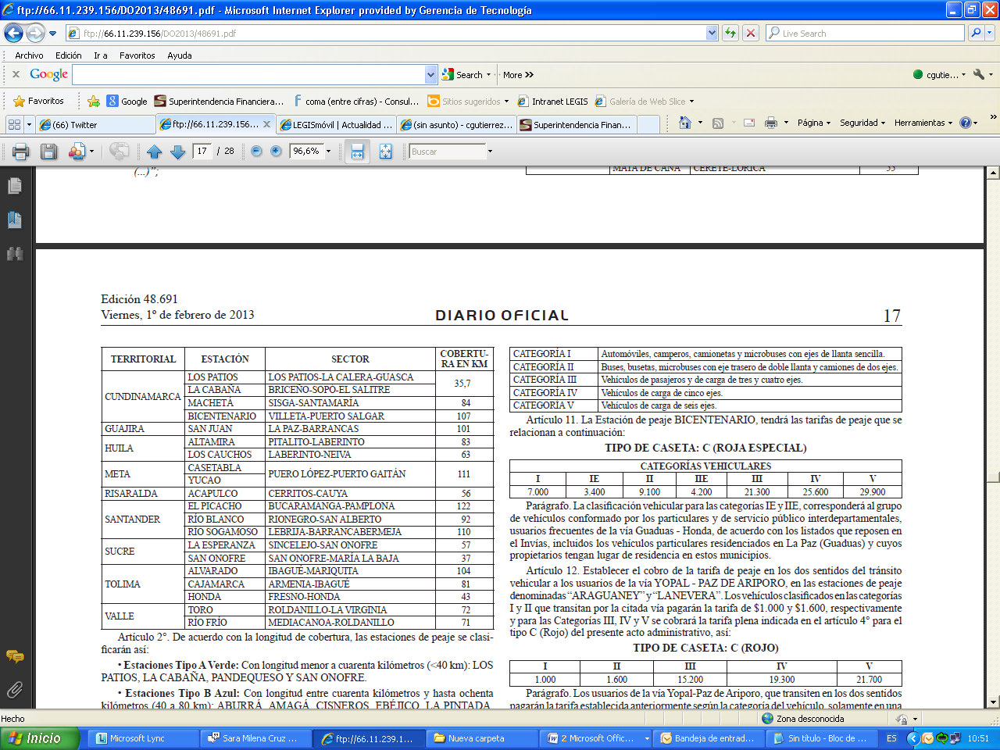 ftp://66.11.239.156/DO2013/48691.pdf - Microsoft Internet Explorer provided by Gerencia de Tecnología
ftp://66.11.239.156/DO2013/48691.pdf
Live Search
Archivo Edición Ir a Favoritos Ayuda
Google Search More cgutie...
Favoritos Google Superintendencia Financiera... coma (entre cifras) - Consul... Sitios sugeridos Intranet LEGIS Galería de Web Slice
(66) Twitter ftp://66.11.239.156... LEGISmóvil | Actualidad ... (sin asunto) - cgutierrez... Superintendencia Finan... Página Seguridad Herramientas
17 / 28 96,6% Buscar
(...)”;
MATA DE CAÑA CERETÉ-LORICA 55
Edición 48.691
Viernes, 1º de febrero de 2013
DIARIO OFICIAL
17
TERRITORIAL ESTACIÓN SECTOR COBERTU-
RA EN KM
CUNDINAMARCA LOS PATIOS LOS PATIOS-LA CALERA-GUASCA 35,7
LA CABAÑA BRICEÑO-SOPÓ-EL SALITRE
MACHETÁ SISGA-SANTAMARÍA 84
BICENTENARIO VILLETA-PUERTO SALGAR 107
GUAJIRA SAN JUAN LA PAZ-BARRANCAS 101
HUILA ALTAMIRA PITALITO-LABERINTO 83
LOS CAUCHOS LABERINTO-NEIVA 63
META CASETABLA PUERO LÓPEZ-PUERTO GAITÁN 111
YUCAO
RISARALDA ACAPULCO CERRITOS-CAUYA 56
SANTANDER EL PICACHO BUCARAMANGA-PAMPLONA 122
RÍO BLANCO RIONEGRO-SAN ALBERTO 92
RÍO SOGAMOSO LEBRIJA-BARRANCABERMEJA 110
SUCRE LA ESPERANZA SINCELEJO-SAN ONOFRE 57
SAN ONOFRE SAN ONOFRE-MARÍA LA BAJA 37
TOLIMA ALVARADO IBAGUÉ-MARIQUITA 104
CAJAMARCA ARMENIA-IBAGUÉ 81
HONDA FRESNO-HONDA 43
VALLE TORO ROLDANILLO-LA VIRGINIA 72
RÍO FRÍO MEDIACANOA-ROLDANILLO 71
Artículo 2°. De acuerdo con la longitud de cobertura, las estaciones de peaje se clasi-
ficarán así:
• Estaciones Tipo A Verde: Con longitud menor a cuarenta kilómetros (<40 km): LOS
PATIOS, LA CABAÑA, PANDEQUESO Y SAN ONOFRE.
• Estaciones Tipo B Azul: Con longitud entre cuarenta kilómetros y hasta ochenta
kilómetros (40 a 80 km): ABURRÁ, AMAGÁ, CISNEROS, EBÉJICO, LA PINTADA,
CATEGORÍA I Automóviles, camperos, camionetas y microbuses con ejes de llanta sencilla.
CATEGORÍA II Buses, busetas, microbuses con eje trasero de doble llanta y camiones de dos ejes.
CATEGORÍA III Vehículos de pasajeros y de carga de tres y cuatro ejes.
CATEGORÍA IV Vehículos de carga de cinco ejes.
CATEGORÍA V Vehículos de carga de seis ejes.
Artículo 11. La Estación de peaje BICENTENARIO, tendrá las tarifas de peaje que se
relacionan a continuación:
TIPO DE CASETA: C (ROJA ESPECIAL)
CATEGORÍAS VEHICULARES
I IE II IIE III IV V
7.000 3.400 9.100 4.200 21.300 25.600 29.900
Parágrafo. La clasificación vehicular para las categorías IE y IIE, corresponderá al grupo
de vehículos conformado por los particulares y de servicio público interdepartamentales,
usuarios frecuentes de la vía Guaduas - Honda, de acuerdo con los listados que reposen en
el Invías, incluidos los vehículos particulares residenciados en La Paz (Guaduas) y cuyos
propietarios tengan lugar de residencia en estos municipios.
Artículo 12. Establecer el cobro de la tarifa de peaje en los dos sentidos del tránsito
vehicular a los usuarios de la vía YOPAL - PAZ DE ARIPORO, en las estaciones de peaje
denominadas “ARAGUANEY” y “LANEVERA”. Los vehículos clasificados en las categorías
I y II que transitan por la citada vía pagarán la tarifa de $1.000 y $1.600, respectivamente
y para las Categorías III, IV y V se cobrará la tarifa plena indicada en el artículo 4° para el
tipo C (Rojo) del presente acto administrativo, así:
TIPO DE CASETA: C (ROJO)
I II III IV V
1.000 1.600 15.200 19.300 21.700
Parágrafo. Los usuarios de la vía Yopal-Paz de Ariporo, que transiten en los dos sentidos
pagarán la tarifa establecida anteriormente según la categoría del vehículo, solamente en una
Hecho Zona desconocida
Inicio Microsoft Lync Sara Milena Cruz ... ftp://66.11.239.1... Nueva carpeta 2 Microsoft Offic... Bandeja de entrad... Sin título - Bloc de ... ES 10:51